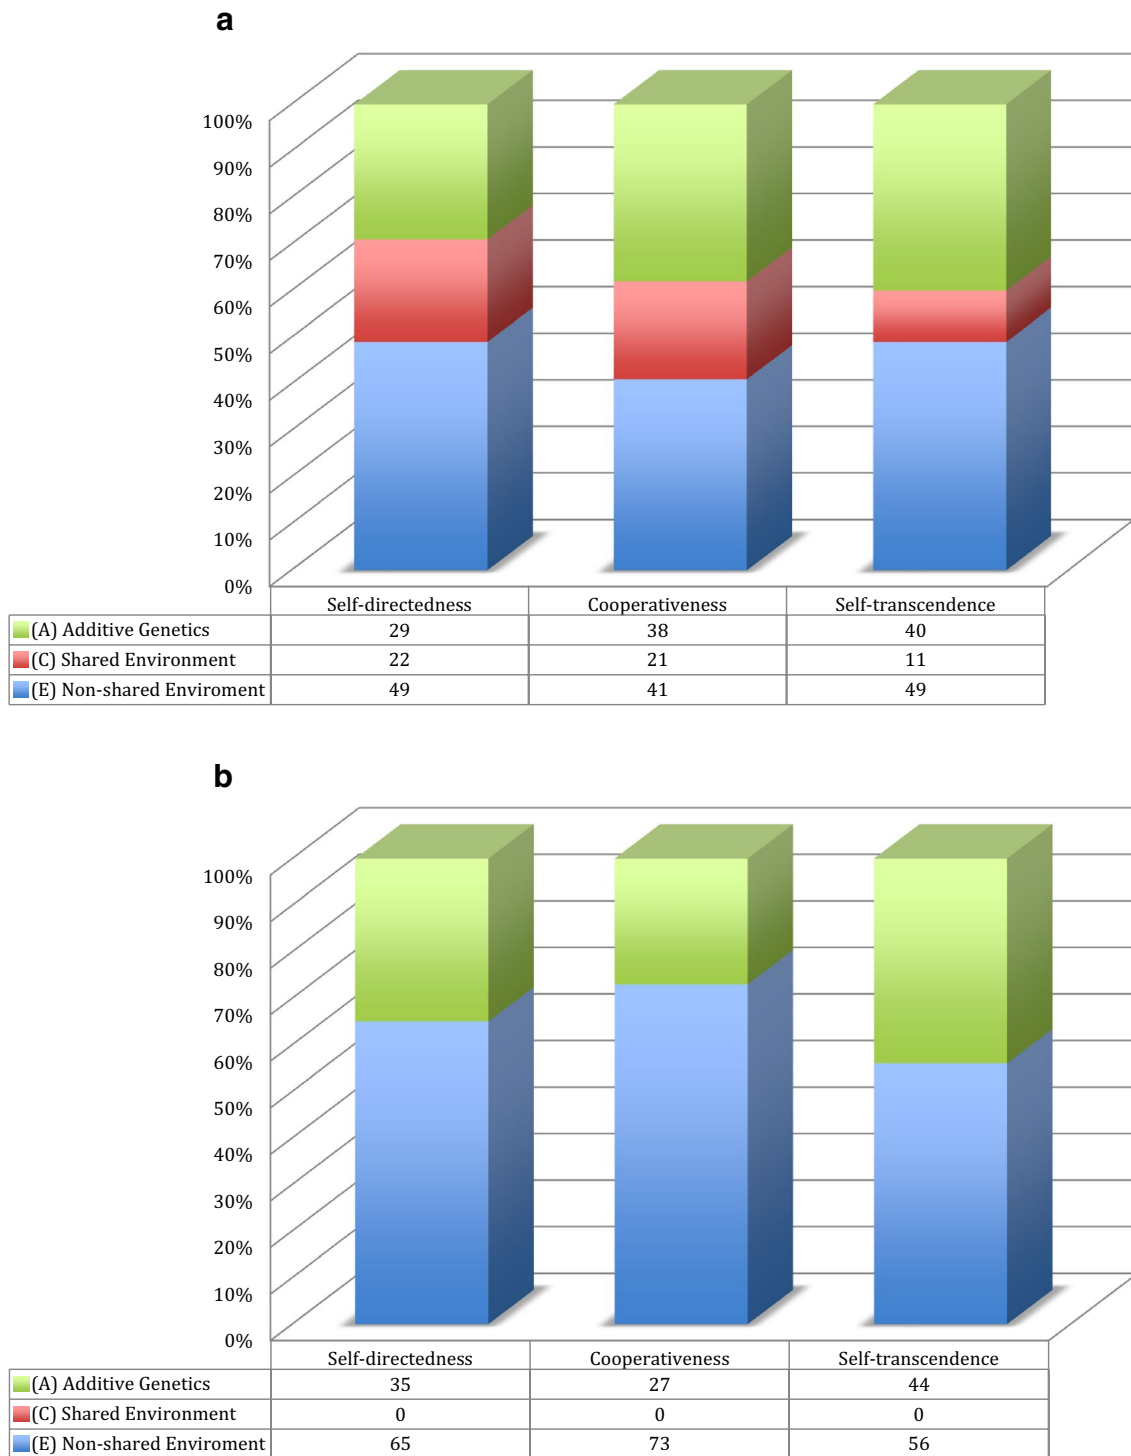 a
100%
90%
80%
70%
60%
50%
40%
30%
20%
10%
0%
Self-directedness Cooperativeness Self-transcendence
(A) Additive Genetics 29 38 40
(C) Shared Environment 22 21 11
(E) Non-shared Enviroment 49 41 49
b
100%
90%
80%
70%
60%
50%
40%
30%
20%
10%
0%
Self-directedness Cooperativeness Self-transcendence
(A) Additive Genetics 35 27 44
(C) Shared Environment 0 0 0
(E) Non-shared Enviroment 65 73 56